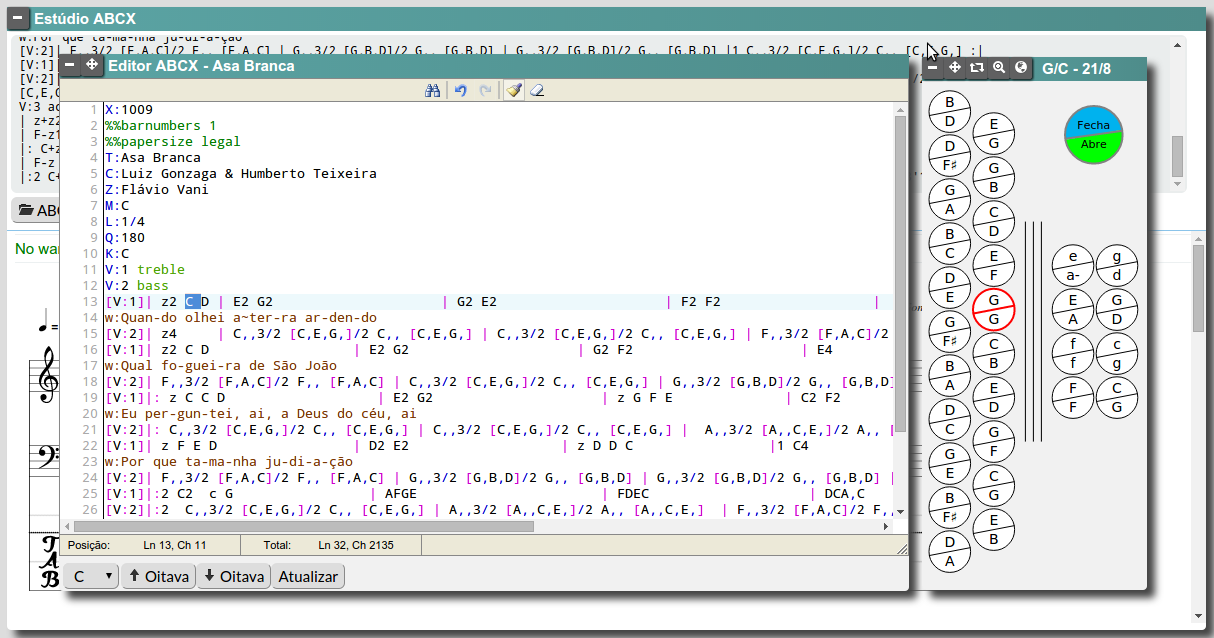 Estúdio ABCX
w:Por que ta-ma-nha ju-di-a-ção
[V:2]| F,,3/2 [F,A,C]/2 F,, [F,A,C] | G,,3/2 [G,B,D]/2 G,, [G,B,D] | G,,3/2 [G,B,D]/2 G,, [G,B,D] |1 C,,3/2 [C,E,G,]/2 C,, [C,E,G,] :|
[V:1]
[V:2]
[C,E,G
V:3 ac
| z+z2
| F-z1
|: C+z
| F-z
|:2 C+
ABC
No war
Editor ABCX - Asa Branca
1 X:1009
2 %%barnumbers 1
3 %%papersize legal
4 T:Asa Branca
5 C:Luiz Gonzaga & Humberto Teixeira
6 Z:Flávio Vani
7 M:C
8 L:1/4
9 Q:180
10 K:C
11 V:1 treble
12 V:2 bass
13 [V:1]| z2 C D | E2 G2 | G2 E2 | F2 F2 |
14 w:Quan-do olhei a~ter-ra ar-den-do
15 [V:2]| z4 | C,,3/2 [C,E,G,]/2 C,, [C,E,G,] | C,,3/2 [C,E,G,]/2 C,, [C,E,G,] | F,,3/2 [F,A,C]/2
16 [V:1]| z2 C D | E2 G2 | G2 F2 | E4
17 w:Qual fo-guei-ra de São João
18 [V:2]| F,,3/2 [F,A,C]/2 F,, [F,A,C] | C,,3/2 [C,E,G,]/2 C,, [C,E,G,] | G,,3/2 [G,B,D]/2 G,, [G,B,D]
19 [V:1]|: z C C D | E2 G2 | z G F E | C2 F2
20 w:Eu per-gun-tei, ai, a Deus do céu, ai
21 [V:2]|: C,,3/2 [C,E,G,]/2 C,, [C,E,G,] | C,,3/2 [C,E,G,]/2 C,, [C,E,G,] | A,,3/2 [A,,C,E,]/2 A,, [
22 [V:1]| z F E D | D2 E2 | z D D C |1 C4
23 w:Por que ta-ma-nha ju-di-a-ção
24 [V:2]| F,,3/2 [F,A,C]/2 F,, [F,A,C] | G,,3/2 [G,B,D]/2 G,, [G,B,D] | G,,3/2 [G,B,D]/2 G,, [G,B,D] |
25 [V:1]|:2 C2 c G | AFGE | FDEC | DCA,C
26 [V:2]|:2 C,,3/2 [C,E,G,]/2 C,, [C,E,G,] | A,,3/2 [A,,C,E,]/2 A,, [A,,C,E,] | F,,3/2 [F,A,C]/2 F,,
Posição: Ln 13, Ch 11 Total: Ln 32, Ch 2135
C ▼ Oitava Oitava Atualizar
T
A
B
G/C - 21/8
Fecha
Abre
B
D
D
F♯
G
A
B
C
D
E
G
F♯
B
A
D
C
G
E
B
F♯
D
A
E
G
G
B
C
D
E
F
G
G
C
B
E
D
G
F
C
G
E
B
e
a-
E
A
f
f
F
F
g
d
G
D
c
g
C
G